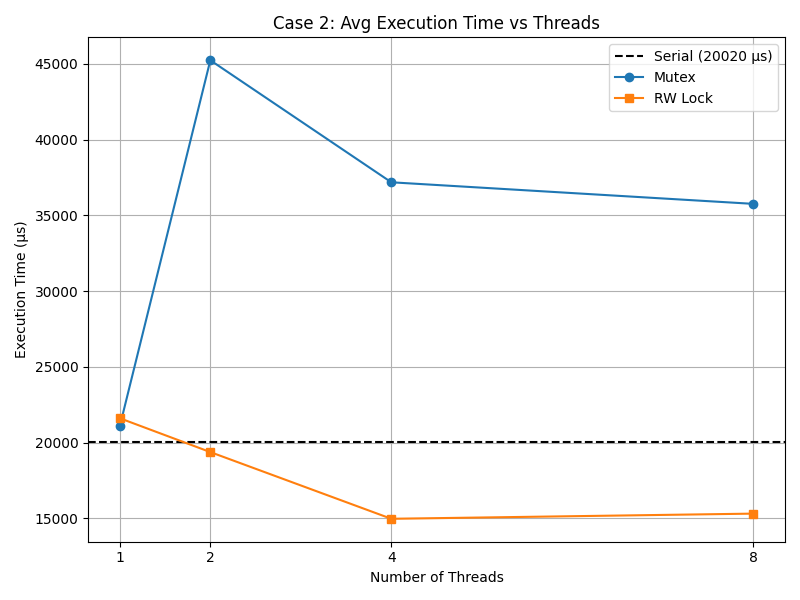 Case 2: Avg Execution Time vs Threads
Serial (20020 µs)
Mutex
RW Lock
Execution Time (µs)
45000
40000
35000
30000
25000
20000
15000
1 2 4 8
Number of Threads